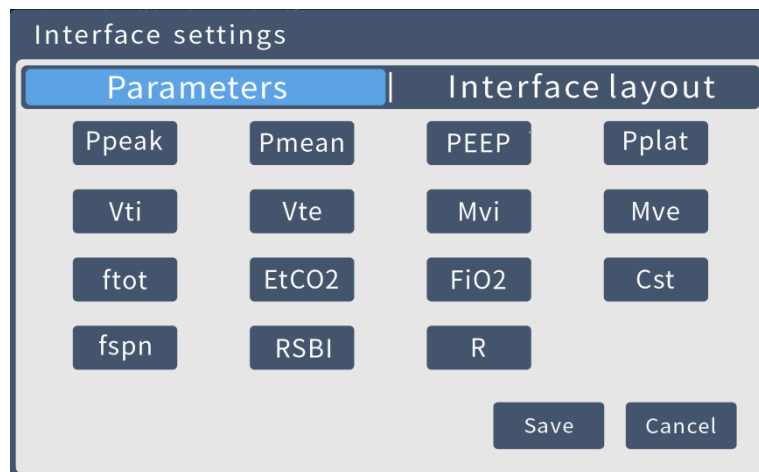 Interface settings
Parameters | Interface layout
Ppeak Pmean PEEP Pplat
Vti Vte Mvi Mve
ftot EtCO2 FiO2 Cst
fspn RSBI R
Save Cancel